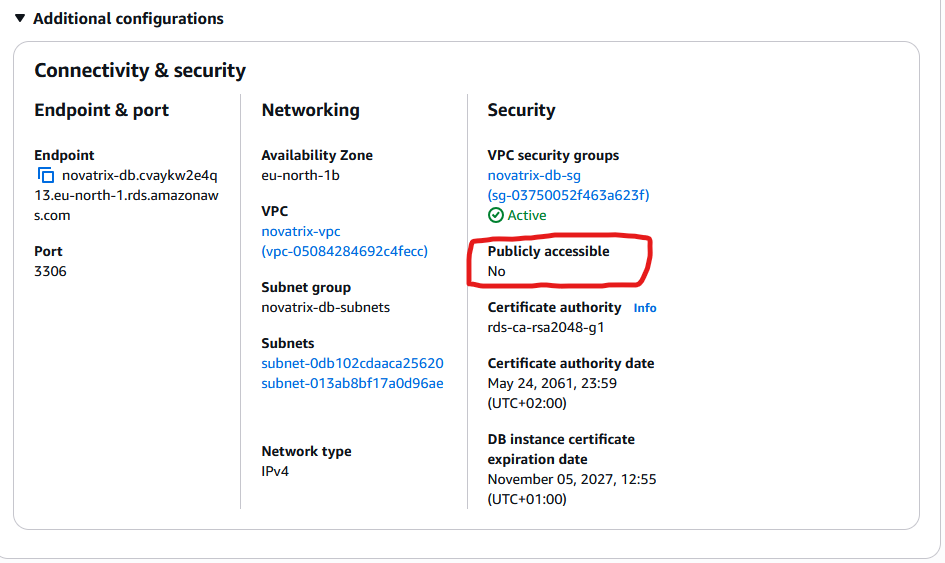 Additional configurations
Connectivity & security
Endpoint & port
Endpoint
novatrix-db.cvaykw2e4q
13.eu-north-1.rds.amazonaw
s.com
Port
3306
Networking
Availability Zone
eu-north-1b
VPC
novatrix-vpc
(vpc-05084284692c4fecc)
Subnet group
novatrix-db-subnets
Subnets
subnet-0db102cdaaca25620
subnet-013ab8bf17a0d96ae
Network type
IPv4
Security
VPC security groups
novatrix-db-sg
(sg-03750052f463a623f)
Active
Publicly accessible
No
Certificate authority Info
rds-ca-rsa2048-g1
Certificate authority date
May 24, 2061, 23:59
(UTC+02:00)
DB instance certificate
expiration date
November 05, 2027, 12:55
(UTC+01:00)